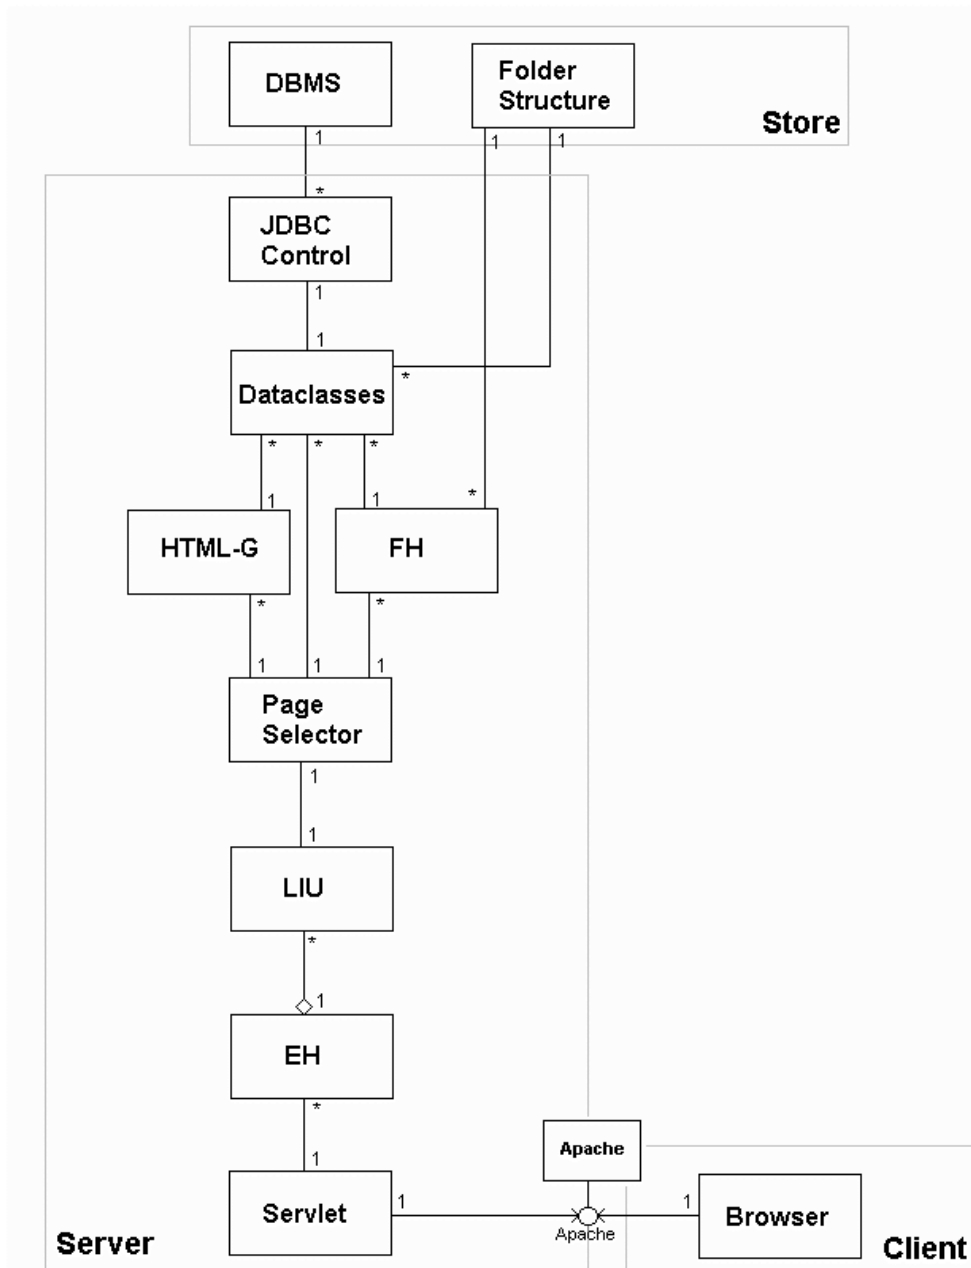 DBMS
Folder
Structure
Store
1
1
1
*
JDBC
Control
1
1
Dataclasses
*
*
*
*
1
1
*
HTML-G
FH
*
*
1
1
1
Page
Selector
1
1
LIU
*
1
EH
*
1
Apache
Servlet
1
1
Browser
Apache
Server
Client